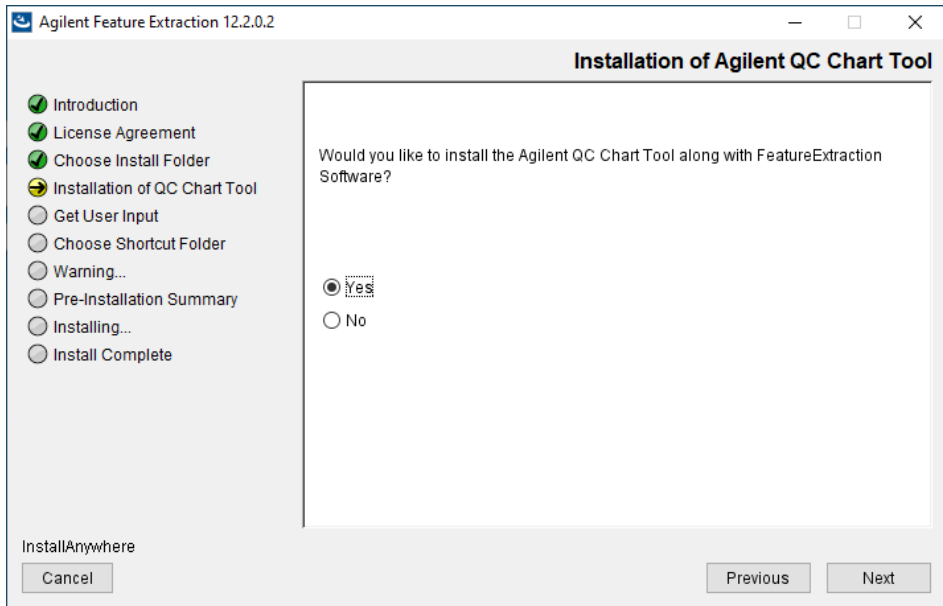 Agilent Feature Extraction 12.2.0.2
Installation of Agilent QC Chart Tool
Introduction
License Agreement
Choose Install Folder
Installation of QC Chart Tool
Get User Input
Choose Shortcut Folder
Warning...
Pre-Installation Summary
Installing...
Install Complete
Would you like to install the Agilent QC Chart Tool along with FeatureExtraction
Software?
Yes
No
InstallAnywhere
Cancel
Previous
Next